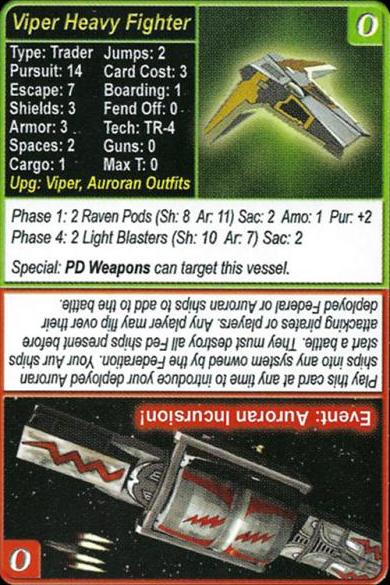 Viper Heavy Fighter
O
Type: Trader Jumps: 2
Pursuit: 14 Card Cost: 3
Escape: 7 Boarding: 1
Shields: 3 Fend Off: 0
Armor: 3 Tech: TR-4
Spaces: 2 Guns: 0
Cargo: 1 Max T: 0
Upg: Viper, Auroran Outfits
Phase 1: 2 Raven Pods (Sh: 8 Ar: 11) Sac: 2 Amo: 1 Pur: +2
Phase 4: 2 Light Blasters (Sh: 10 Ar: 7) Sac: 2
Special: PD Weapons can target this vessel.
O
Event: Auroran Incursion!
Play this card at any time to introduce your deployed Auroran
ships into any system owned by the Federation. Your Aur ships
start a battle. They must destroy all Fed ships present before
attacking pirates or players. Any player may flip over their
deployed Federal or Auroran ships to add to the battle.